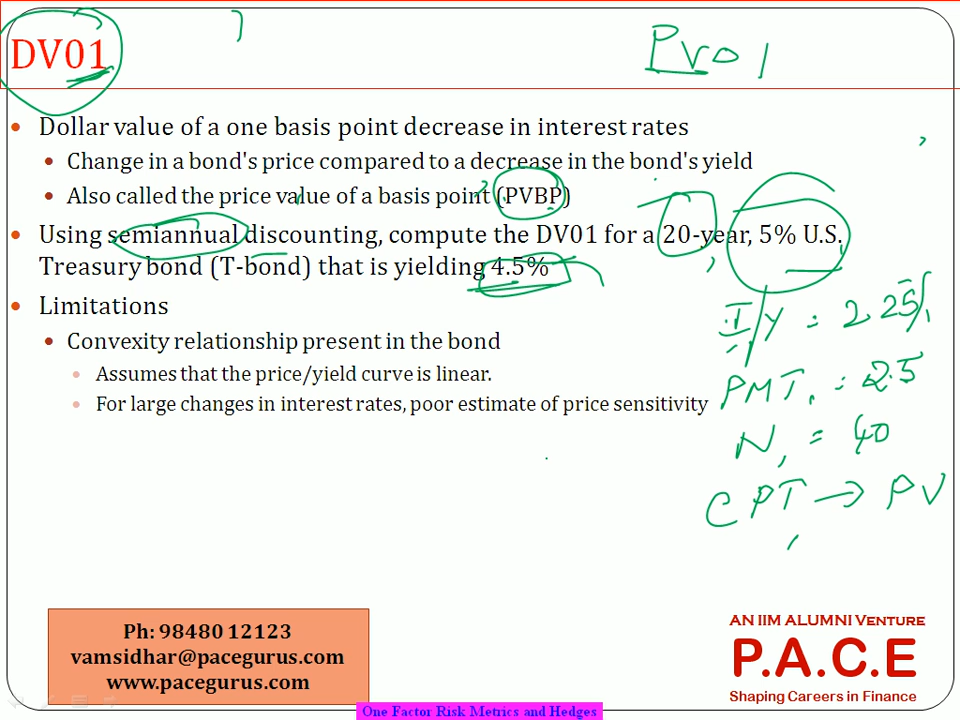 DV01
PV01
• Dollar value of a one basis point decrease in interest rates
• Change in a bond's price compared to a decrease in the bond's yield
• Also called the price value of a basis point (PVBP)
• Using semiannual discounting, compute the DV01 for a 20-year, 5% U.S.
Treasury bond (T-bond) that is yielding 4.5%
• Limitations
• Convexity relationship present in the bond
• Assumes that the price/yield curve is linear.
• For large changes in interest rates, poor estimate of price sensitivity
I/Y = 2.25%
PMT = 2.5
N = 40
CPT → PV
Ph: 98480 12123
vamsidhar@pacegurus.com
www.pacegurus.com
AN IIM ALUMNI VENTURE
P.A.C.E
Shaping Careers in Finance
One Factor Risk Metrics and Hedges